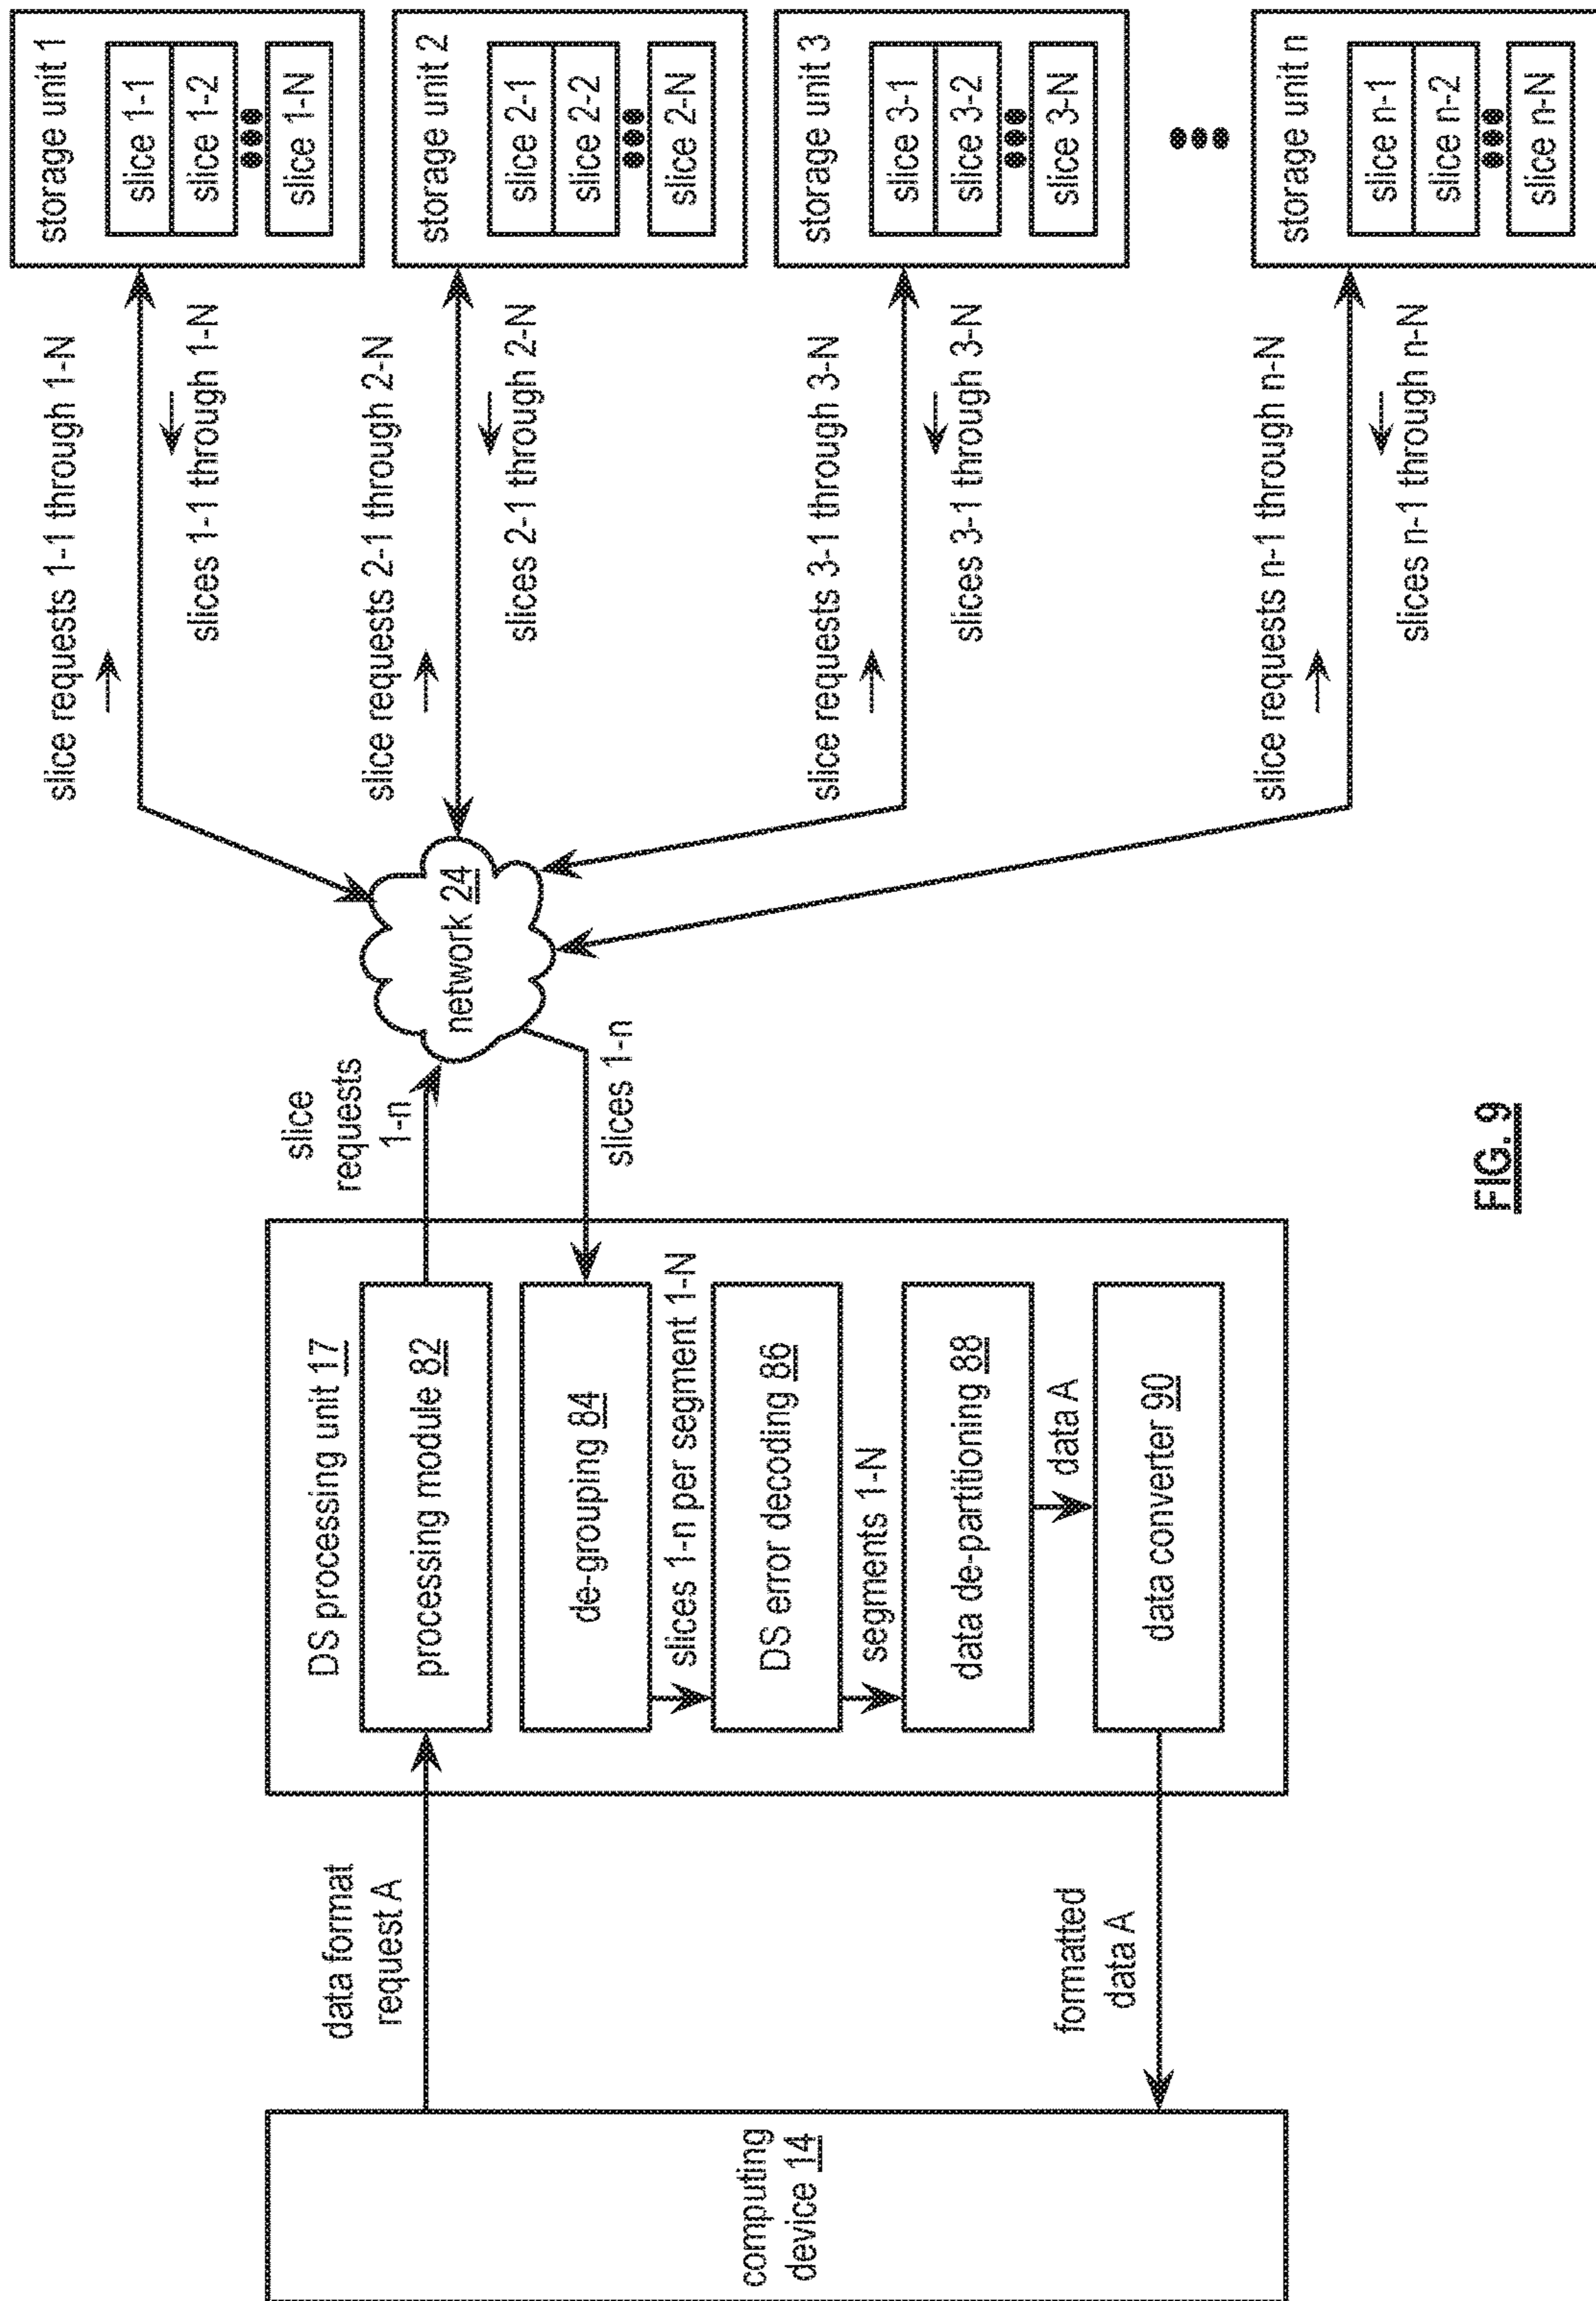 computing
device 14
data format
request A
formatted
data A
DS processing unit 17
processing module 82
de-grouping 84
slices 1-n per segment 1-N
DS error decoding 86
segments 1-N
data de-partitioning 88
data A
data converter 90
slice
requests
1-n
slices 1-n
network 24
slice requests 1-1 through 1-N
slices 1-1 through 1-N
slice requests 2-1 through 2-N
slices 2-1 through 2-N
slice requests 3-1 through 3-N
slices 3-1 through 3-N
slice requests n-1 through n-N
slices n-1 through n-N
storage unit 1
slice 1-1
slice 1-2
slice 1-N
storage unit 2
slice 2-1
slice 2-2
slice 2-N
storage unit 3
slice 3-1
slice 3-2
slice 3-N
storage unit n
slice n-1
slice n-2
slice n-N
FIG. 9